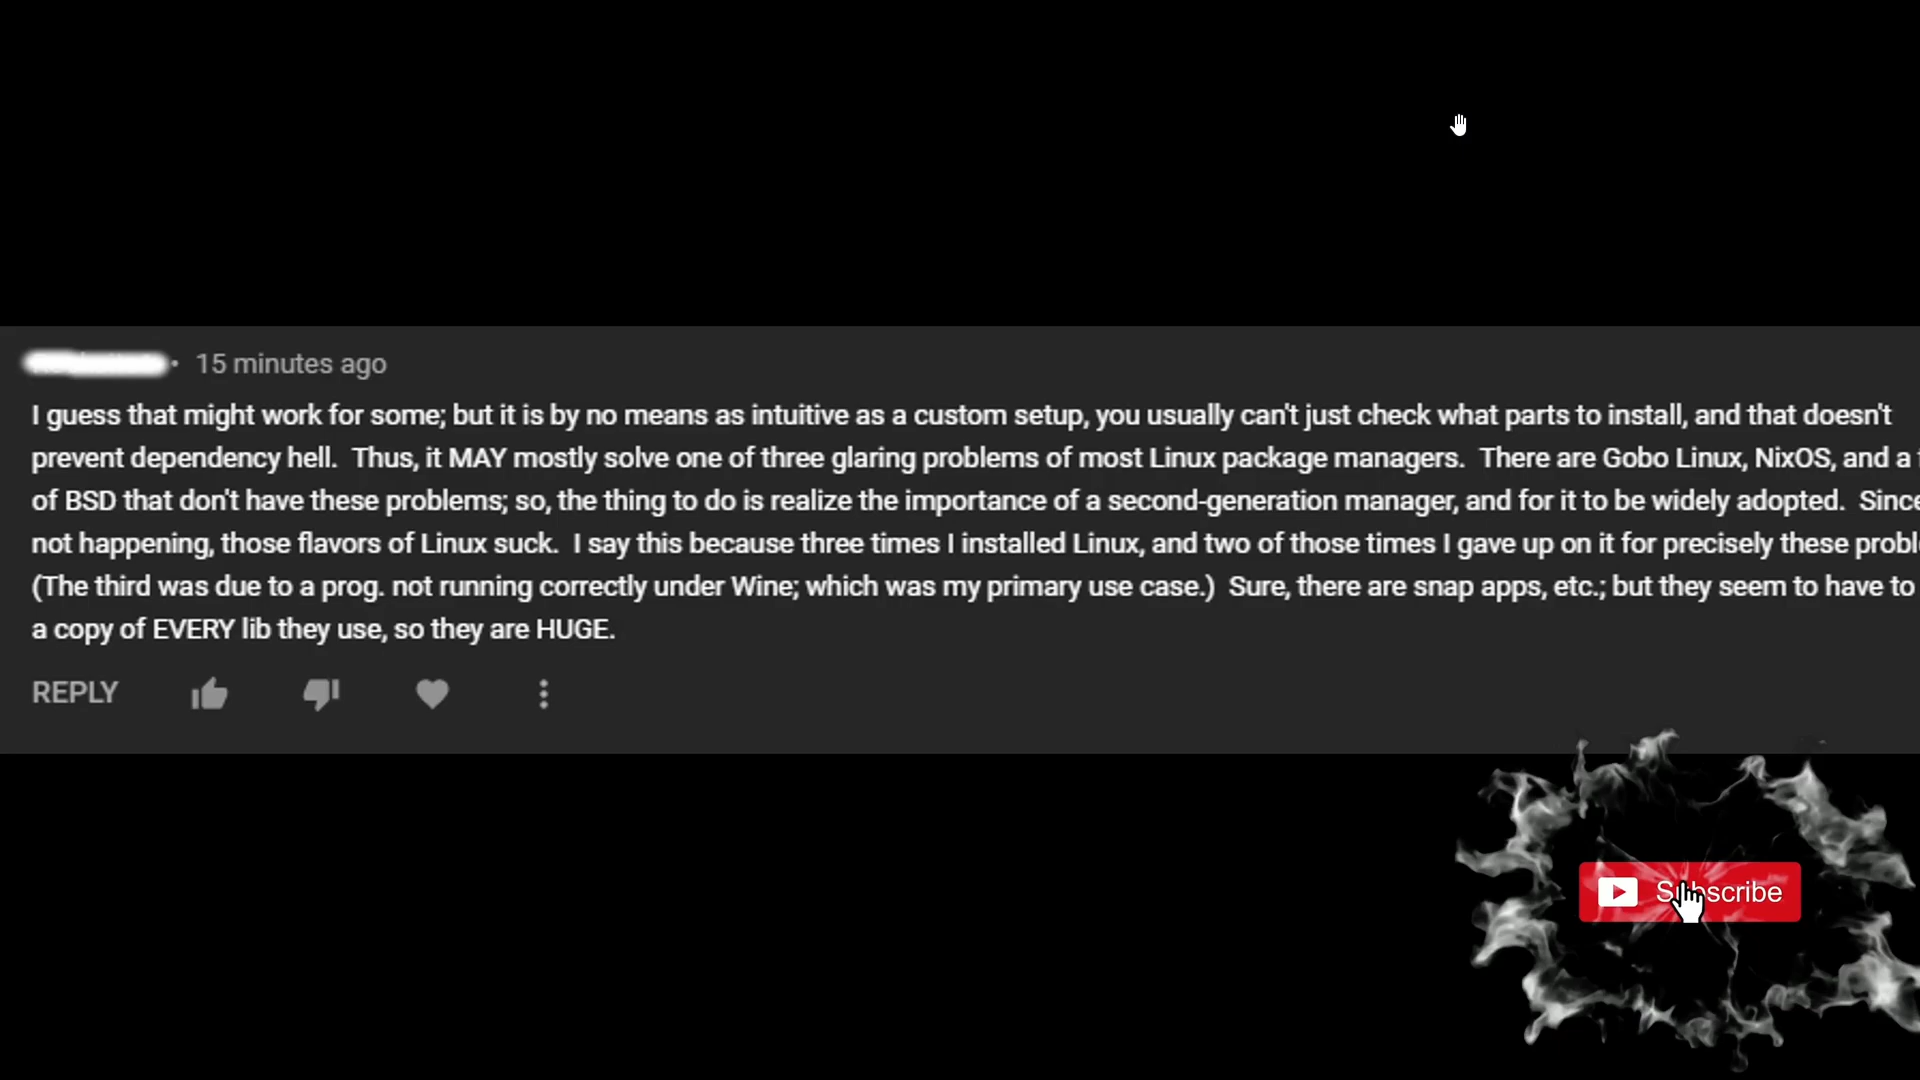 15 minutes ago
I guess that might work for some; but it is by no means as intuitive as a custom setup, you usually can't just check what parts to install, and that doesn't
prevent dependency hell.  Thus, it MAY mostly solve one of three glaring problems of most Linux package managers.  There are Gobo Linux, NixOS, and a
of BSD that don't have these problems; so, the thing to do is realize the importance of a second-generation manager, and for it to be widely adopted.  Since
not happening, those flavors of Linux suck.  I say this because three times I installed Linux, and two of those times I gave up on it for precisely these
(The third was due to a prog. not running correctly under Wine; which was my primary use case.)  Sure, there are snap apps, etc.; but they seem to have to
a copy of EVERY lib they use, so they are HUGE.
REPLY
Subscribe